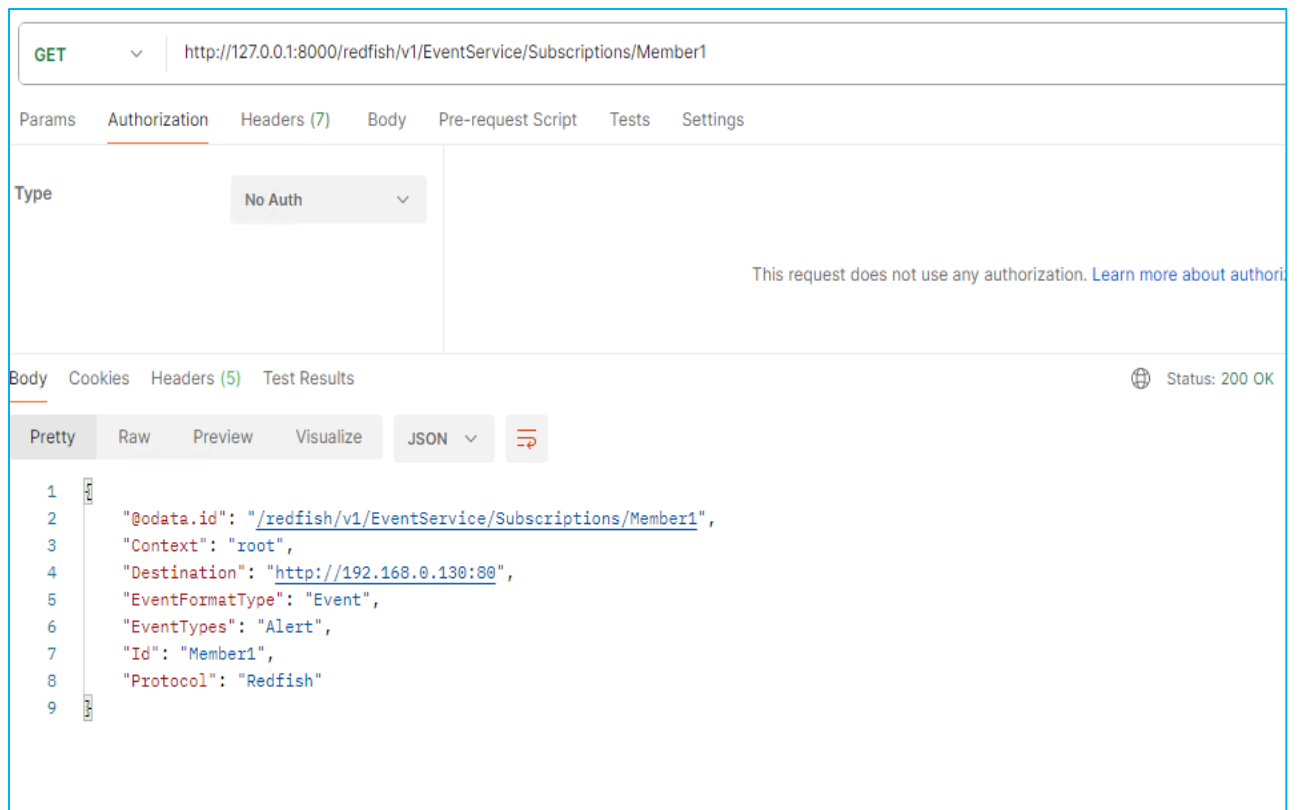 GET http://127.0.0.1:8000/redfish/v1/EventService/Subscriptions/Member1
Params Authorization Headers (7) Body Pre-request Script Tests Settings
Type No Auth
This request does not use any authorization. Learn more about authori
Body Cookies Headers (5) Test Results Status: 200 OK
Pretty Raw Preview Visualize JSON
1 {
2 "@odata.id": "/redfish/v1/EventService/Subscriptions/Member1",
3 "Context": "root",
4 "Destination": "http://192.168.0.130:80",
5 "EventFormatType": "Event",
6 "EventTypes": "Alert",
7 "Id": "Member1",
8 "Protocol": "Redfish"
9 }